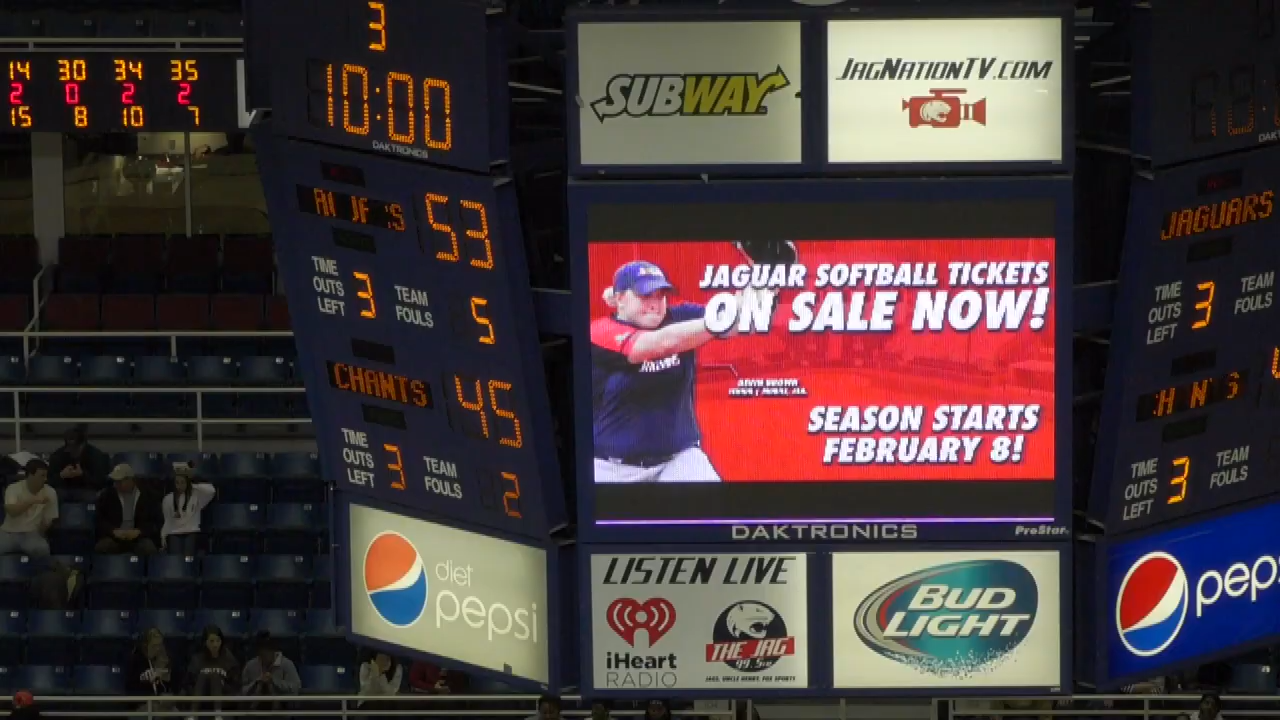 14 30 34 35
2 0 2 2
15 8 10 7
3
10:00
DAKTRONICS
53
TIME OUTS LEFT
3
TEAM FOULS
5
CHANTS
45
TIME OUTS LEFT
3
TEAM FOULS
2
diet
pepsi
SUBWAY
JAGNATIONTV.COM
JAGUAR SOFTBALL TICKETS
ON SALE NOW!
SEASON STARTS
FEBRUARY 8!
DAKTRONICS
ProStar
LISTEN LIVE
iHeart
RADIO
THE JAG
99.5
BUD
LIGHT
JAGUARS
TIME OUTS LEFT
3
TEAM FOULS
TIME OUTS LEFT
3
TEAM FOULS
pepsi